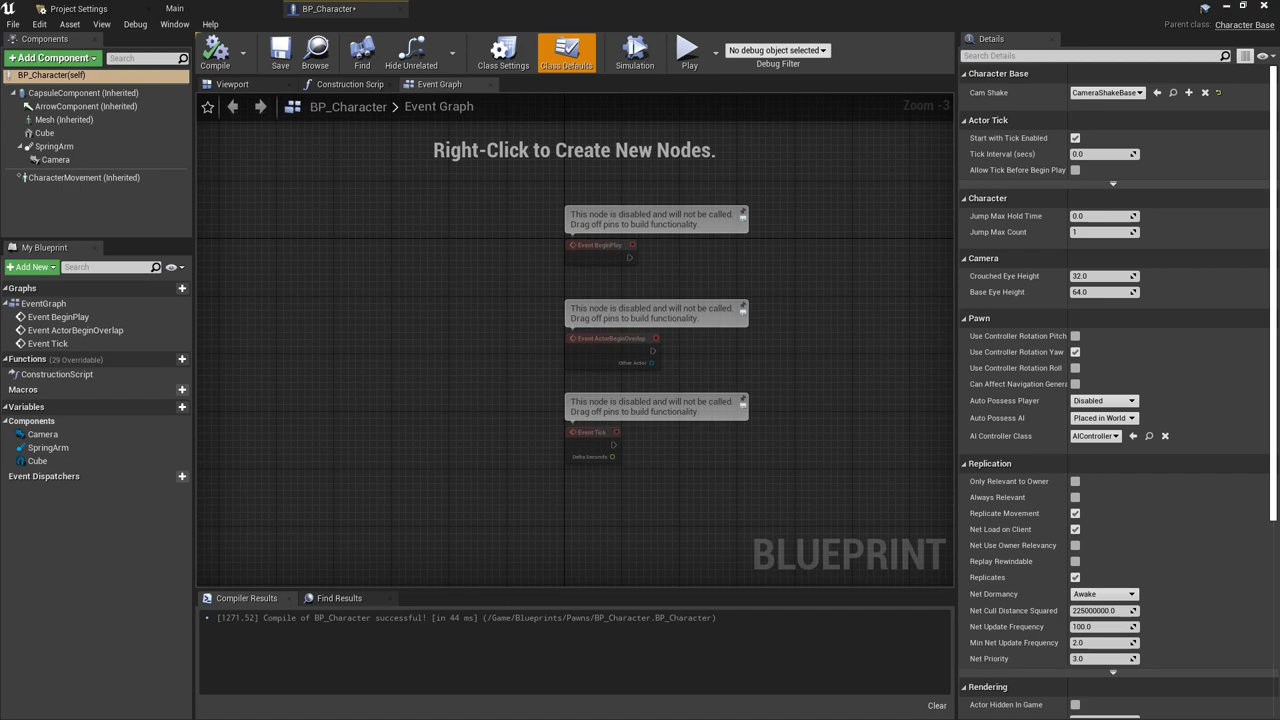 Project Settings
Main
BP_Character*
File
Edit
Asset
View
Debug
Window
Help
Parent class:
Character Base
Components
+ Add Component
Search
BP_Character(self)
CapsuleComponent (Inherited)
ArrowComponent (Inherited)
Mesh (Inherited)
Cube
SpringArm
Camera
CharacterMovement (Inherited)
My Blueprint
+ Add New
Search
Graphs
EventGraph
Event BeginPlay
Event ActorBeginOverlap
Event Tick
Functions (29 Overridable)
ConstructionScript
Macros
Variables
Components
Camera
SpringArm
Cube
Event Dispatchers
Compile
Save
Browse
Find
Hide Unrelated
Class Settings
Class Defaults
Simulation
Play
No debug object selected
Debug Filter
Viewport
Construction Scrip
Event Graph
BP_Character > Event Graph
Zoom -3
Right-Click to Create New Nodes.
This node is disabled and will not be called.
Drag off pins to build functionality.
Event BeginPlay
This node is disabled and will not be called.
Drag off pins to build functionality.
Event ActorBeginOverlap
Other Actor
This node is disabled and will not be called.
Drag off pins to build functionality.
Event Tick
Delta Seconds
BLUEPRINT
Compiler Results
Find Results
[1271.52] Compile of BP_Character successful! [in 44 ms] (/Game/Blueprints/Pawns/BP_Character.BP_Character)
Clear
Details
Search Details
Character Base
Cam Shake
CameraShakeBase
Actor Tick
Start with Tick Enabled
Tick Interval (secs)
0.0
Allow Tick Before Begin Play
Character
Jump Max Hold Time
0.0
Jump Max Count
1
Camera
Crouched Eye Height
32.0
Base Eye Height
64.0
Pawn
Use Controller Rotation Pitch
Use Controller Rotation Yaw
Use Controller Rotation Roll
Can Affect Navigation Genera
Auto Possess Player
Disabled
Auto Possess AI
Placed in World
AI Controller Class
AIController
Replication
Only Relevant to Owner
Always Relevant
Replicate Movement
Net Load on Client
Net Use Owner Relevancy
Replay Rewindable
Replicates
Net Dormancy
Awake
Net Cull Distance Squared
225000000.0
Net Update Frequency
100.0
Min Net Update Frequency
2.0
Net Priority
3.0
Rendering
Actor Hidden In Game